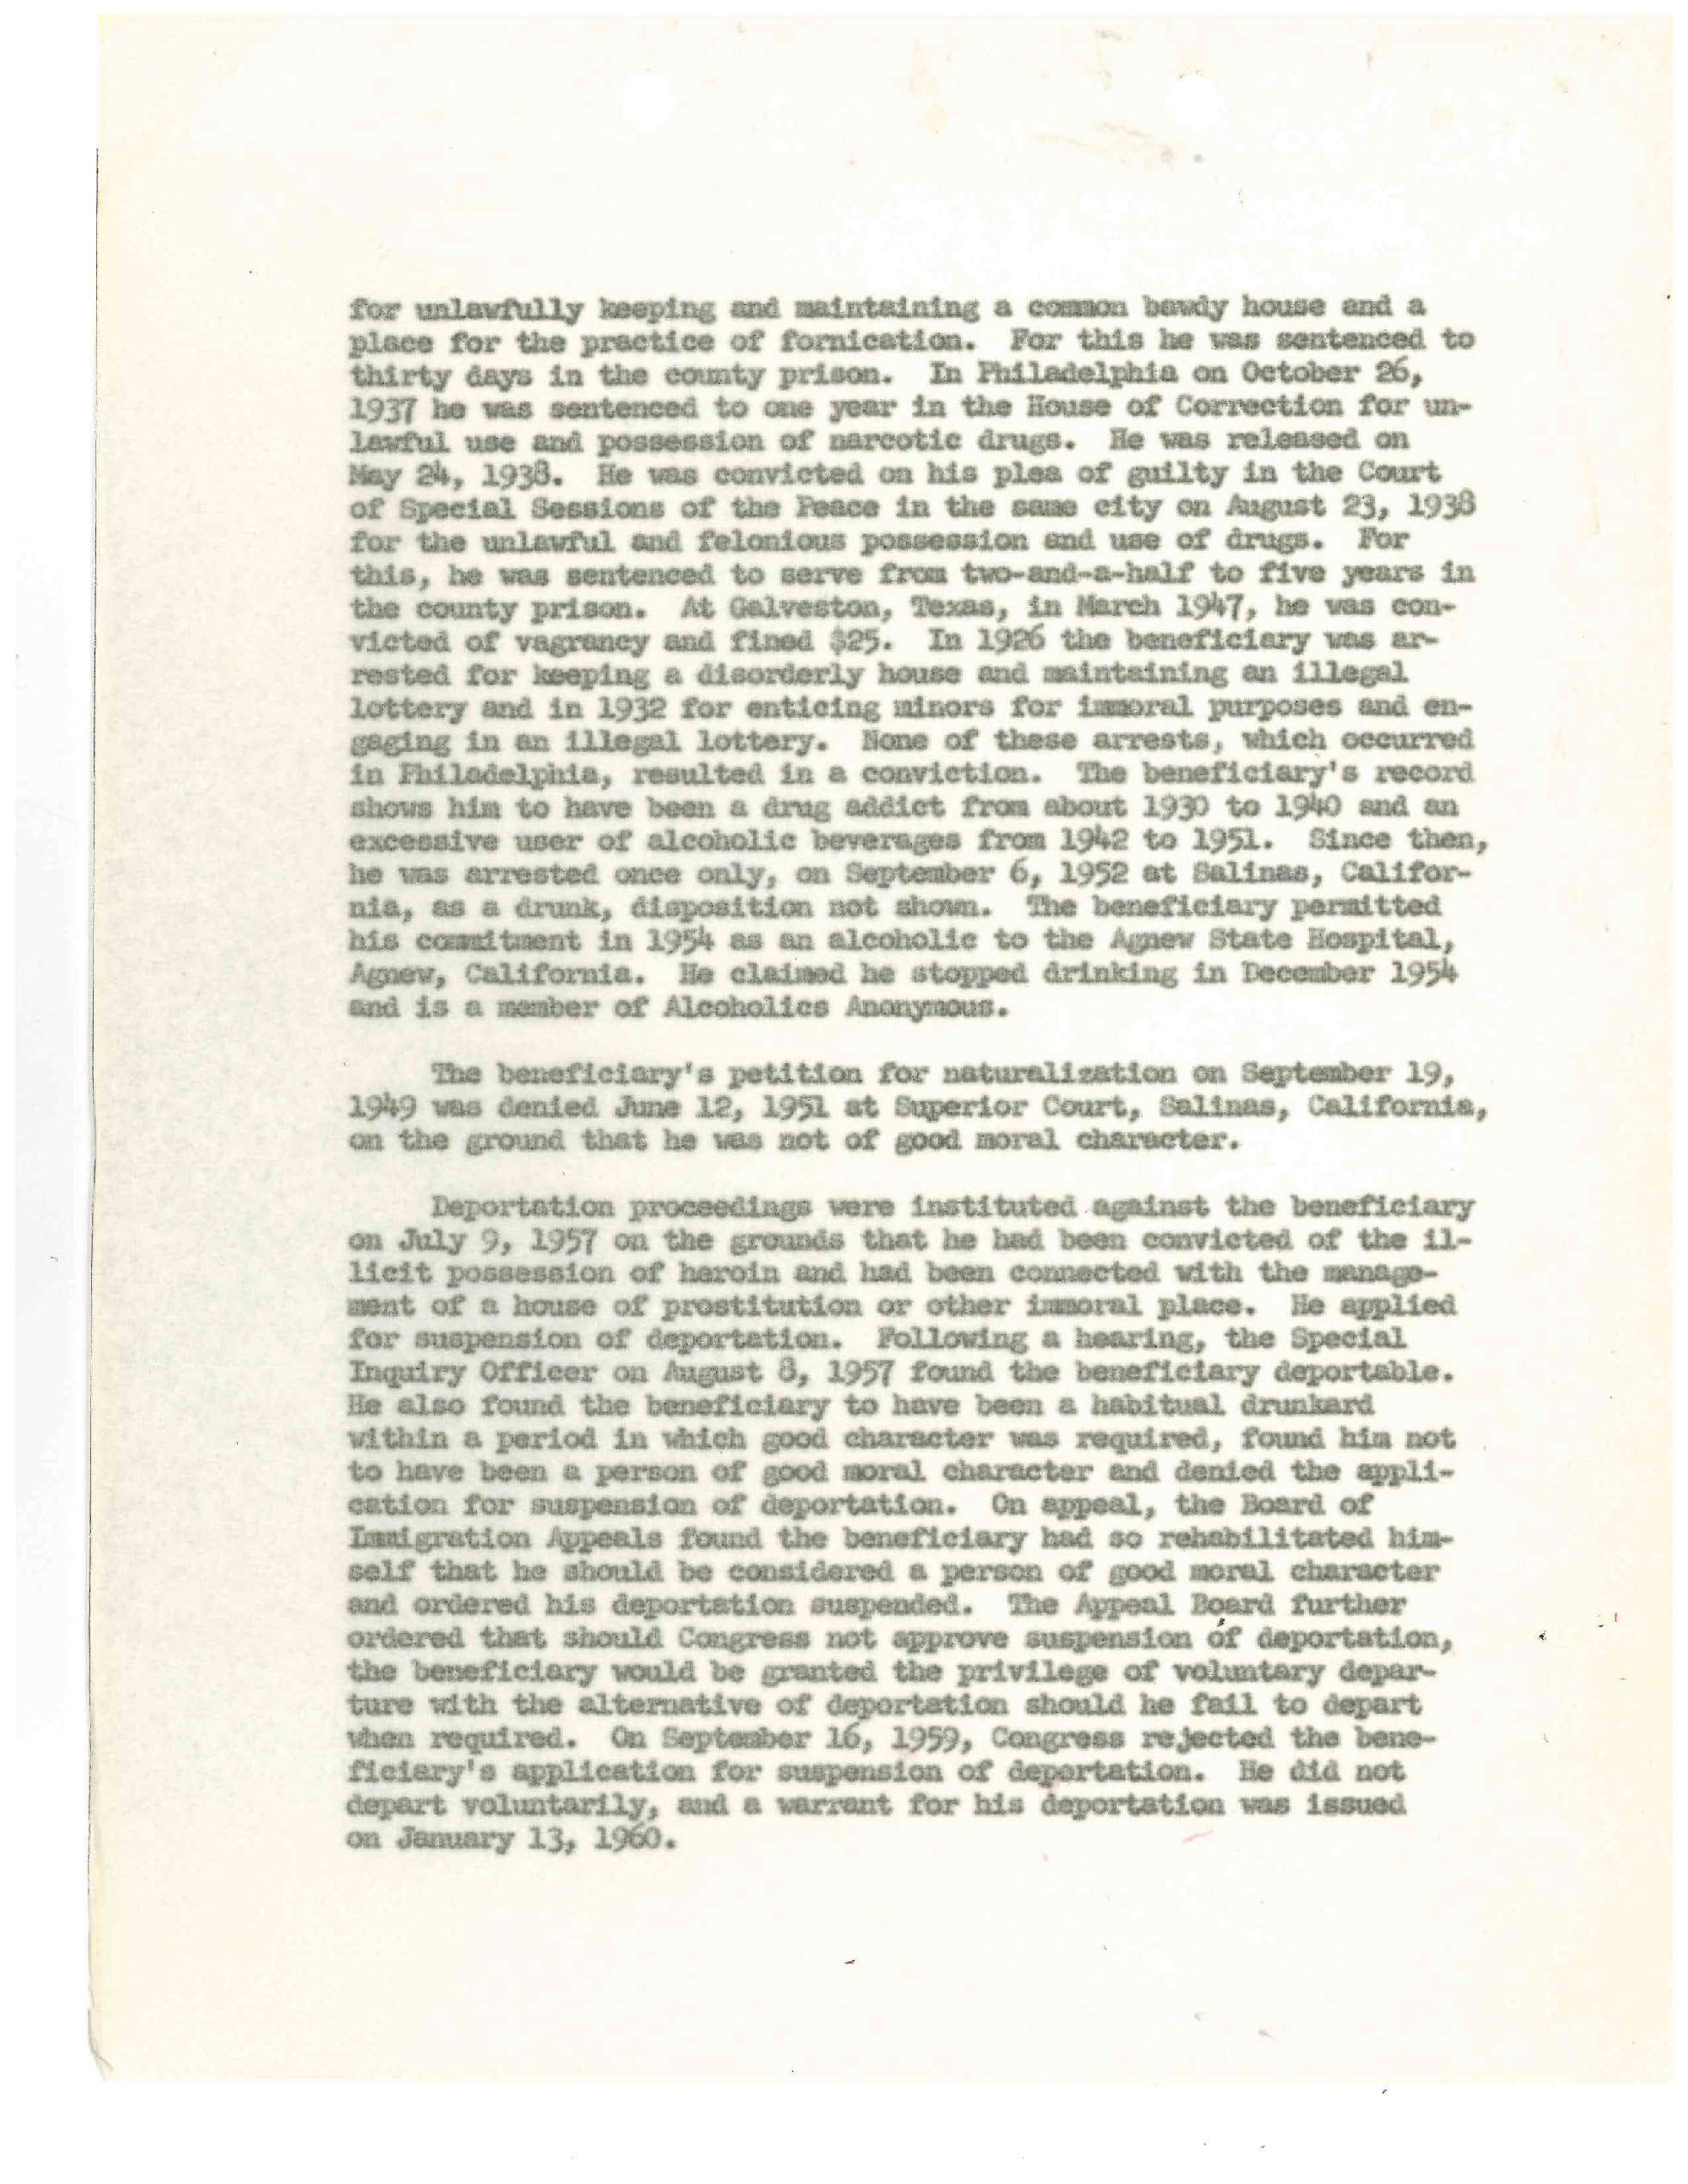 for unlawfully keeping and maintaining a common bawdy house and a
place for the practice of fornication. For this he was sentenced to
thirty days in the county prison. In Philadelphia on October 26,
1937 he was sentenced to one year in the House of Correction for un-
lawful use and possession of narcotic drugs. He was released on
May 24, 1938. He was convicted on his plea of guilty in the Court
of Special Sessions of the Peace in the same city on August 23, 1938
for the unlawful and felonious possession and use of drugs. For
this, he was sentenced to serve from two-and-a-half to five years in
the county prison. At Galveston, Texas, in March 1947, he was con-
victed of vagrancy and fined $25. In 1926 the beneficiary was ar-
rested for keeping a disorderly house and maintaining an illegal
lottery and in 1932 for enticing minors for immoral purposes and en-
gaging in an illegal lottery. None of these arrests, which occurred
in Philadelphia, resulted in a conviction. The beneficiary's record
shows him to have been a drug addict from about 1930 to 1940 and an
excessive user of alcoholic beverages from 1942 to 1951. Since then,
he was arrested once only, on September 6, 1952 at Salinas, Califor-
nia, as a drunk, disposition not shown. The beneficiary permitted
his commitment in 1954 as an alcoholic to the Agnew State Hospital,
Agnew, California. He claimed he stopped drinking in December 1954
and is a member of Alcoholics Anonymous.
The beneficiary's petition for naturalization on September 19,
1949 was denied June 12, 1951 at Superior Court, Salinas, California,
on the ground that he was not of good moral character.
Deportation proceedings were instituted against the beneficiary
on July 9, 1957 on the grounds that he had been convicted of the il-
licit possession of heroin and had been connected with the manage-
ment of a house of prostitution or other immoral place. He applied
for suspension of deportation. Following a hearing, the Special
Inquiry Officer on August 8, 1957 found the beneficiary deportable.
He also found the beneficiary to have been a habitual drunkard
within a period in which good character was required, found him not
to have been a person of good moral character and denied the appli-
cation for suspension of deportation. On appeal, the Board of
Immigration Appeals found the beneficiary had so rehabilitated him-
self that he should be considered a person of good moral character
and ordered his deportation suspended. The Appeal Board further
ordered that should Congress not approve suspension of deportation,
the beneficiary would be granted the privilege of voluntary depar-
ture with the alternative of deportation should he fail to depart
when required. On September 16, 1959, Congress rejected the bene-
ficiary's application for suspension of deportation. He did not
depart voluntarily, and a warrant for his deportation was issued
on January 13, 1960.